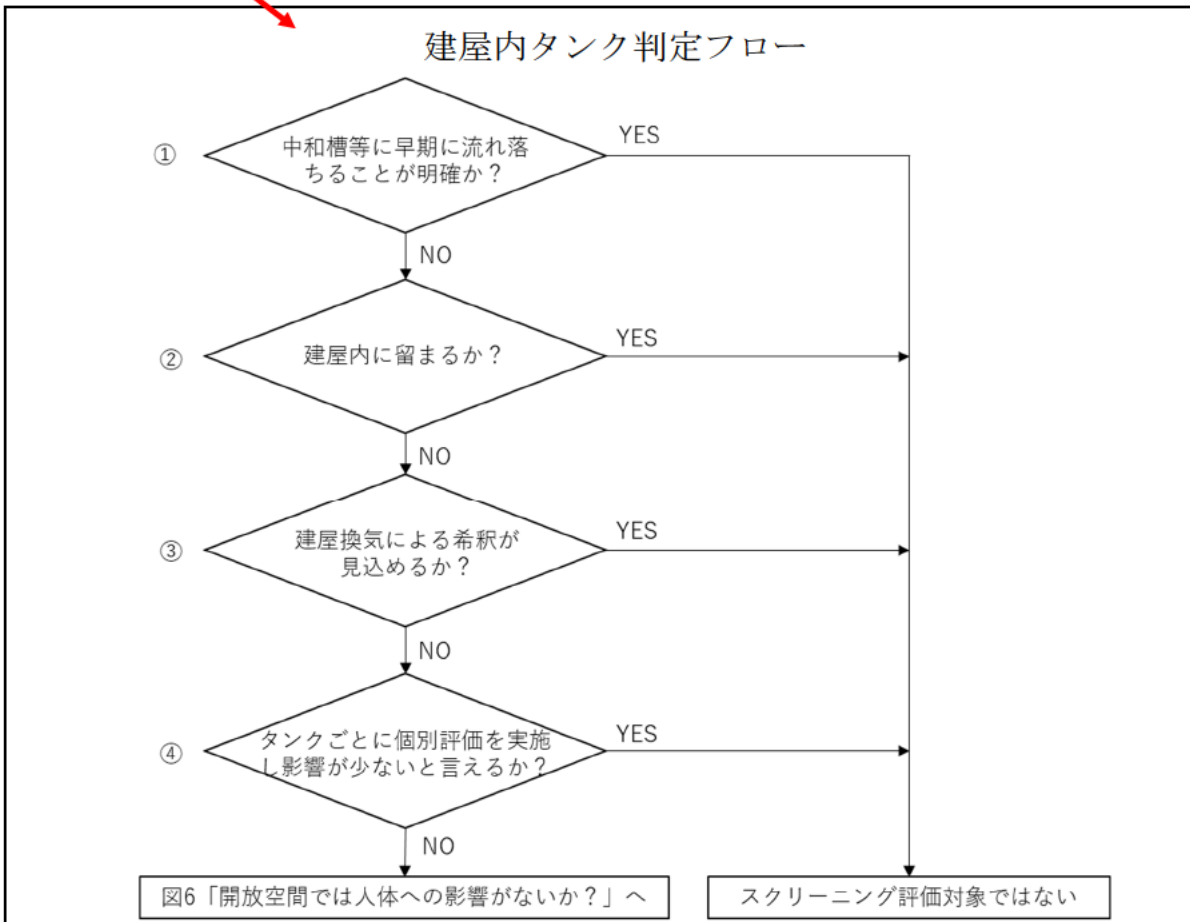 建屋内タンク判定フロー
①
中和槽等に早期に流れ落
ちることが明確か？
YES
NO
②
建屋内に留まるか？
YES
NO
③
建屋換気による希釈が
見込めるか？
YES
NO
④
タンクごとに個別評価を実施
し影響が少ないと言えるか？
YES
NO
図6「開放空間では人体への影響がないか？」へ
スクリーニング評価対象ではない